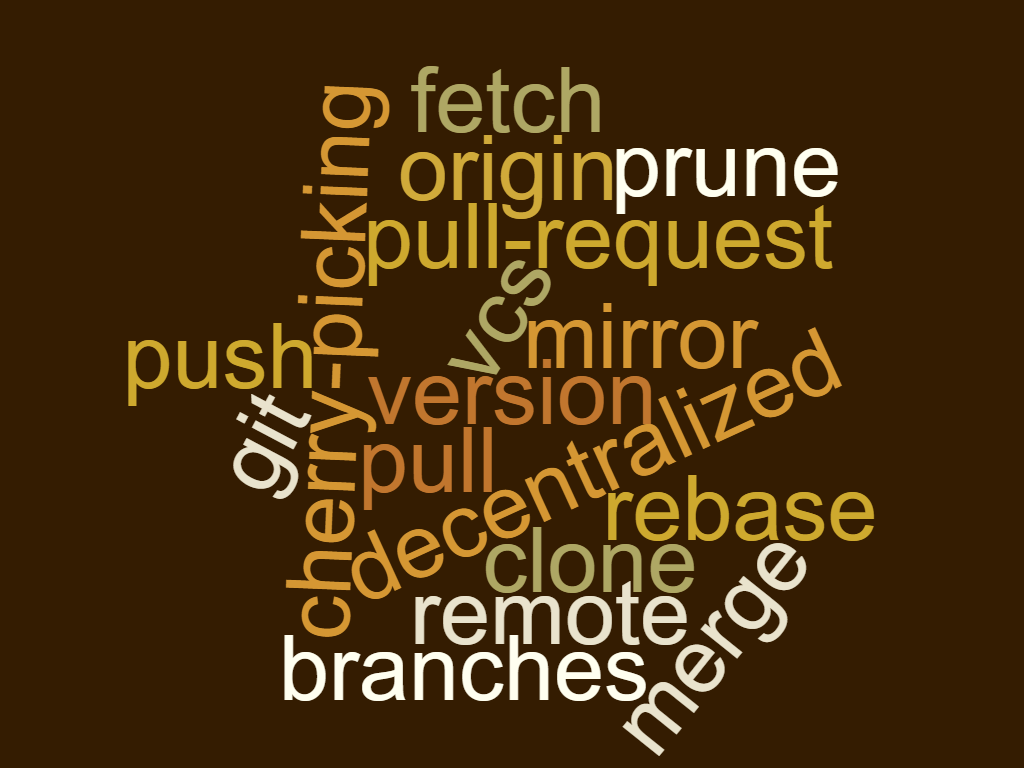 fetch
origin
prune
pull-request
cherry-picking
vcs
mirror
push
version
decentralized
git
pull
rebase
clone
remote
merge
branches